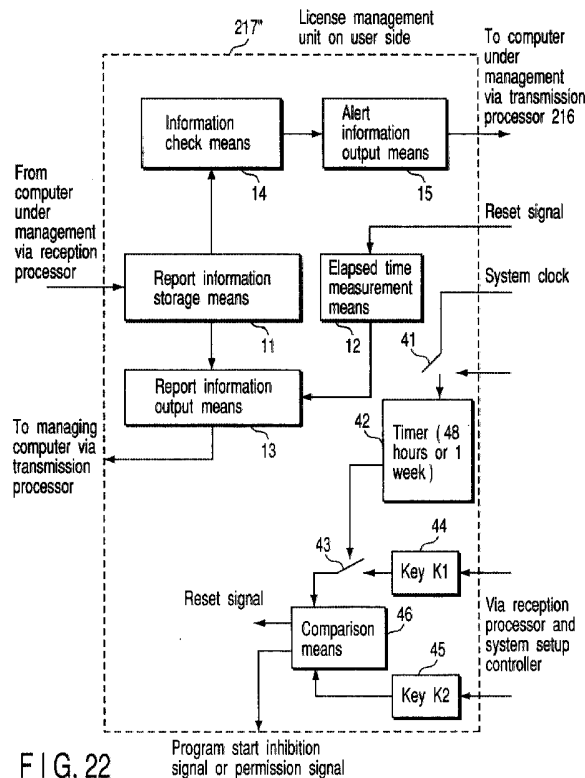 217"
License management
unit on user side
To computer
under
management
via transmission
processor 216
Information
check means
14
Alert
information
output means
15
From
computer
under
management
via reception
processor
Reset signal
Report information
storage means
11
Elapsed time
measurement
means
12
System clock
41
Report information
output means
13
To managing
computer via
transmission
processor
42
Timer ( 48
hours or 1
week )
43
44
Key K1
Reset signal
Comparison
means
46
45
Key K2
Via reception
processor and
system setup
controller
Program start inhibition
signal or permission signal
FIG. 22